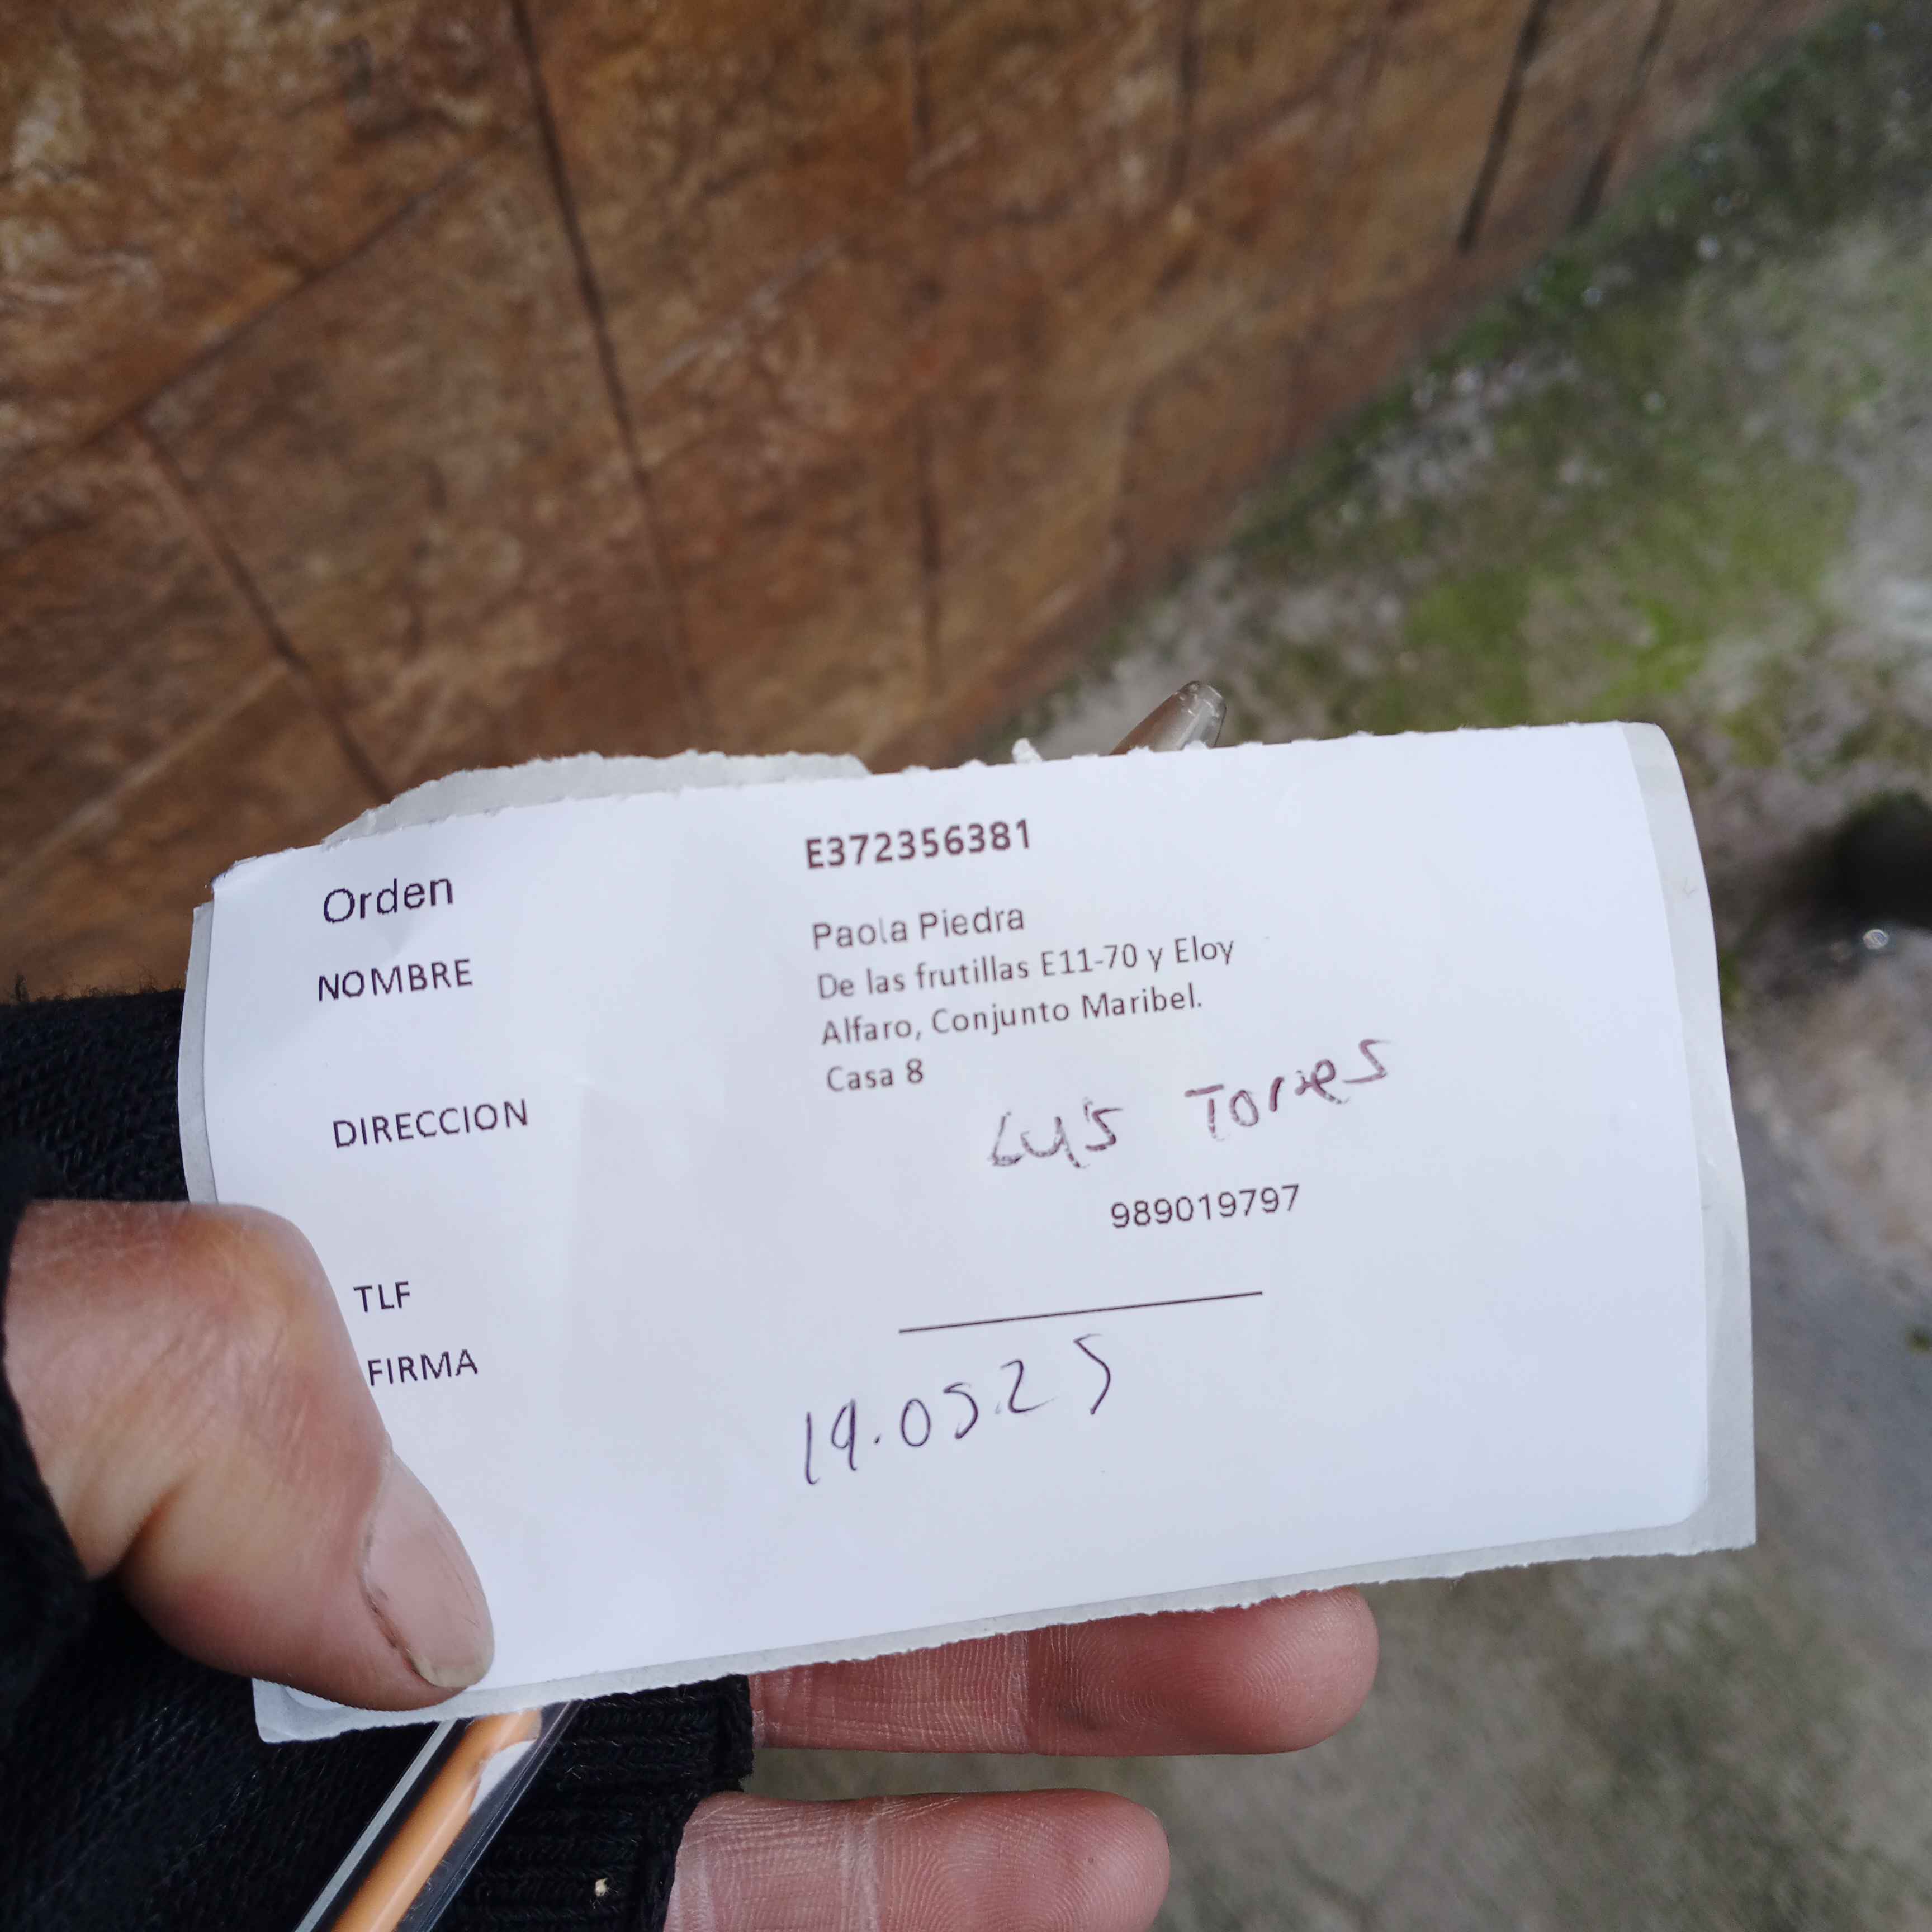 Orden E372356381
NOMBRE Paola Piedra
De las frutillas E11-70 y Eloy
Alfaro, Conjunto Maribel.
Casa 8
DIRECCION
Luis Torres
TLF 989019797
FIRMA
19.05.25